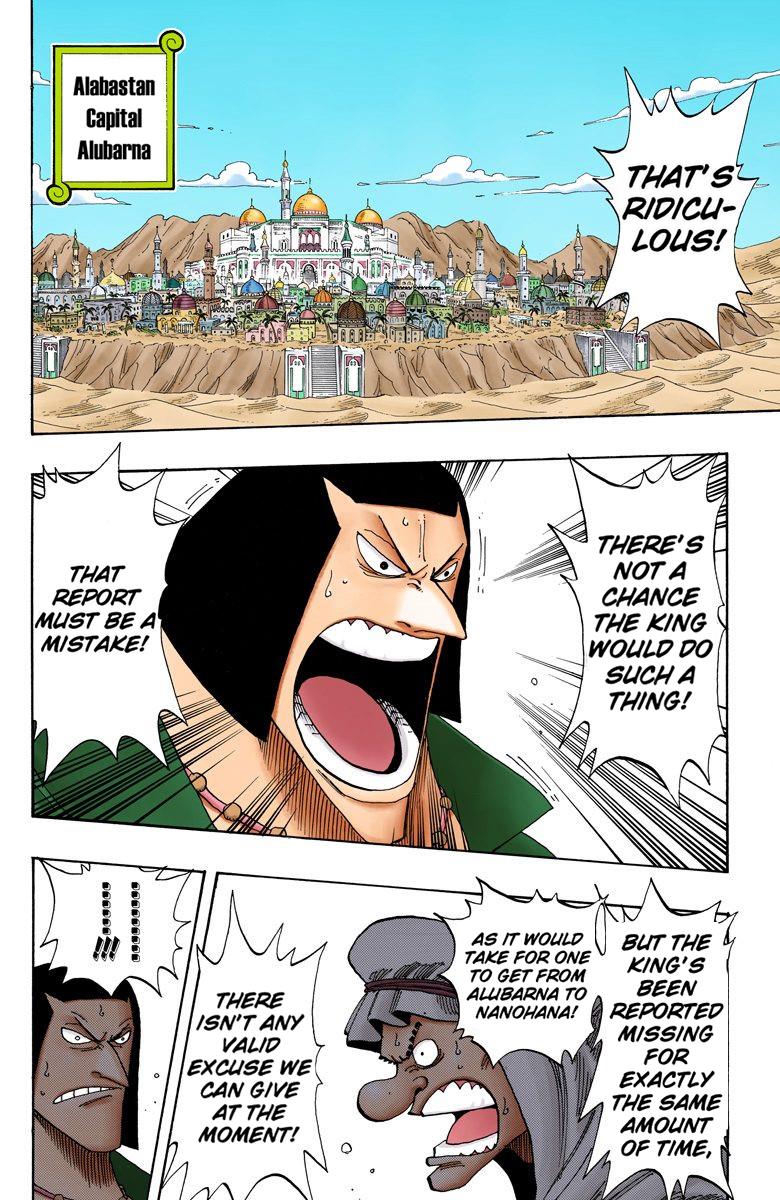 Alabastan
Capital
Alubarna
THAT'S
RIDICU-
LOUS!
THERE'S
NOT A
CHANCE
THE KING
WOULD DO
SUCH A
THING!
THAT
REPORT
MUST BE A
MISTAKE!
BUT THE
KING'S
BEEN
REPORTED
MISSING
FOR
EXACTLY
THE SAME
AMOUNT
OF TIME,
AS IT WOULD
TAKE FOR ONE
TO GET FROM
ALUBARNA TO
NANOHANA!
THERE
ISN'T ANY
VALID
EXCUSE WE
CAN GIVE
AT THE
MOMENT!
............!!!